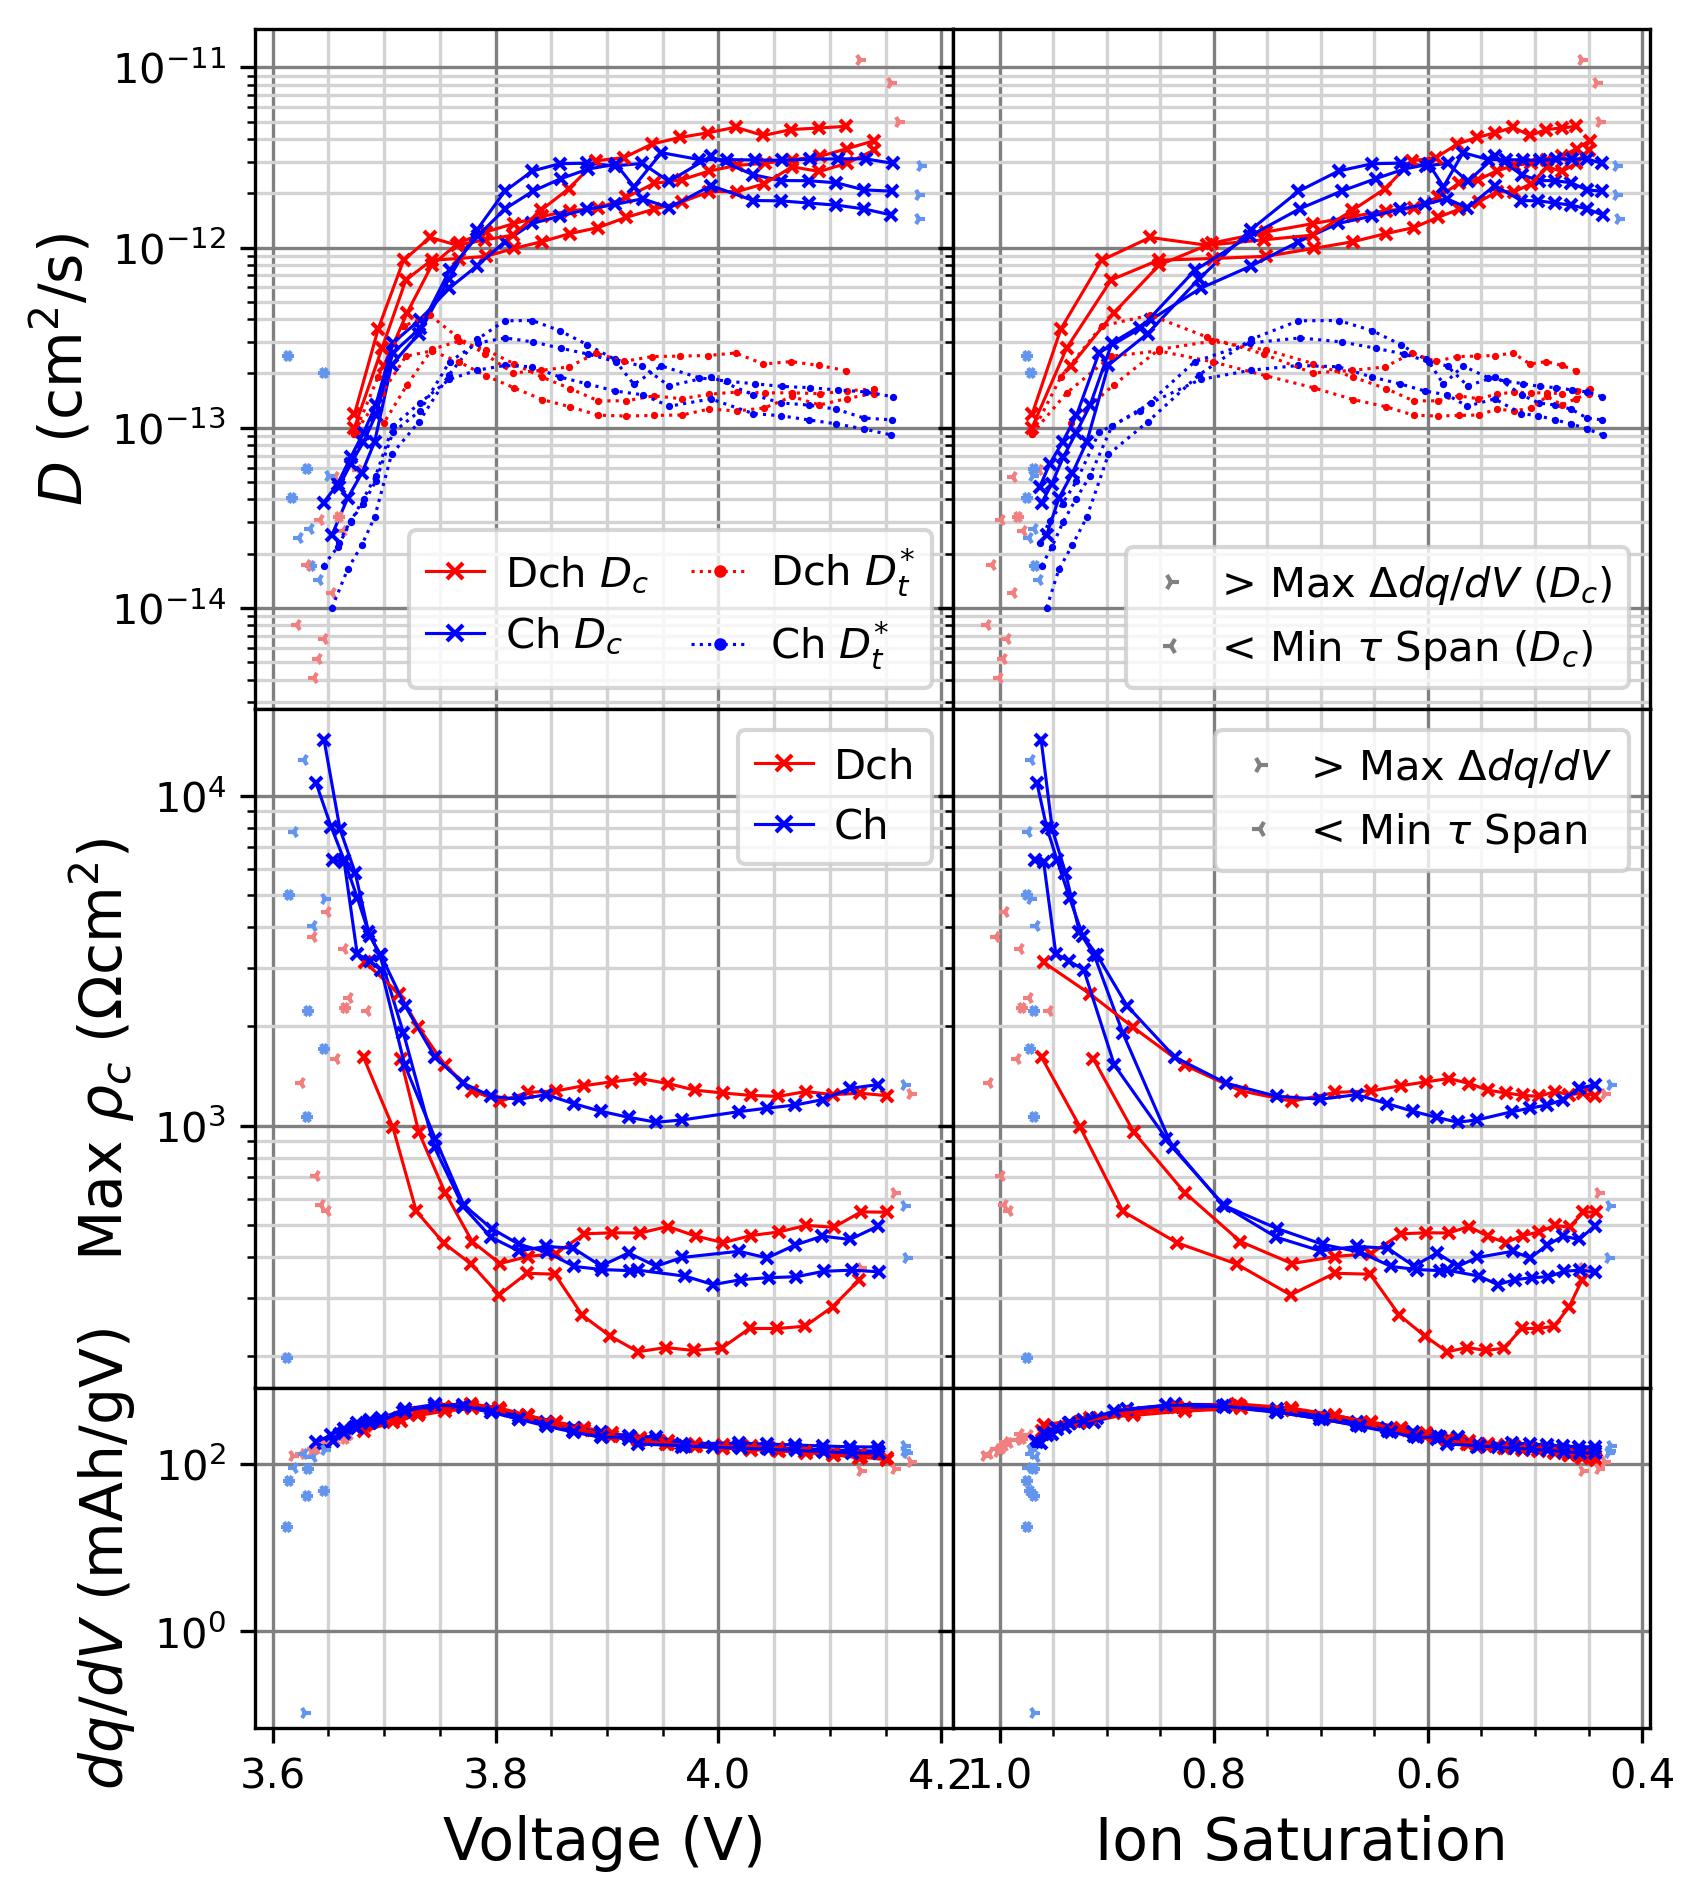 10⁻¹¹
10⁻¹²
10⁻¹³
10⁻¹⁴
D (cm²/s)
Dch D_c
Ch D_c
Dch D_t^*
Ch D_t^*
> Max Δdq/dV (D_c)
< Min τ Span (D_c)
10⁴
10³
Max ρ_c (Ωcm²)
Dch
Ch
> Max Δdq/dV
< Min τ Span
10²
10⁰
dq/dV (mAh/gV)
3.6 3.8 4.0 4.2
1.0 0.8 0.6 0.4
Voltage (V)
Ion Saturation